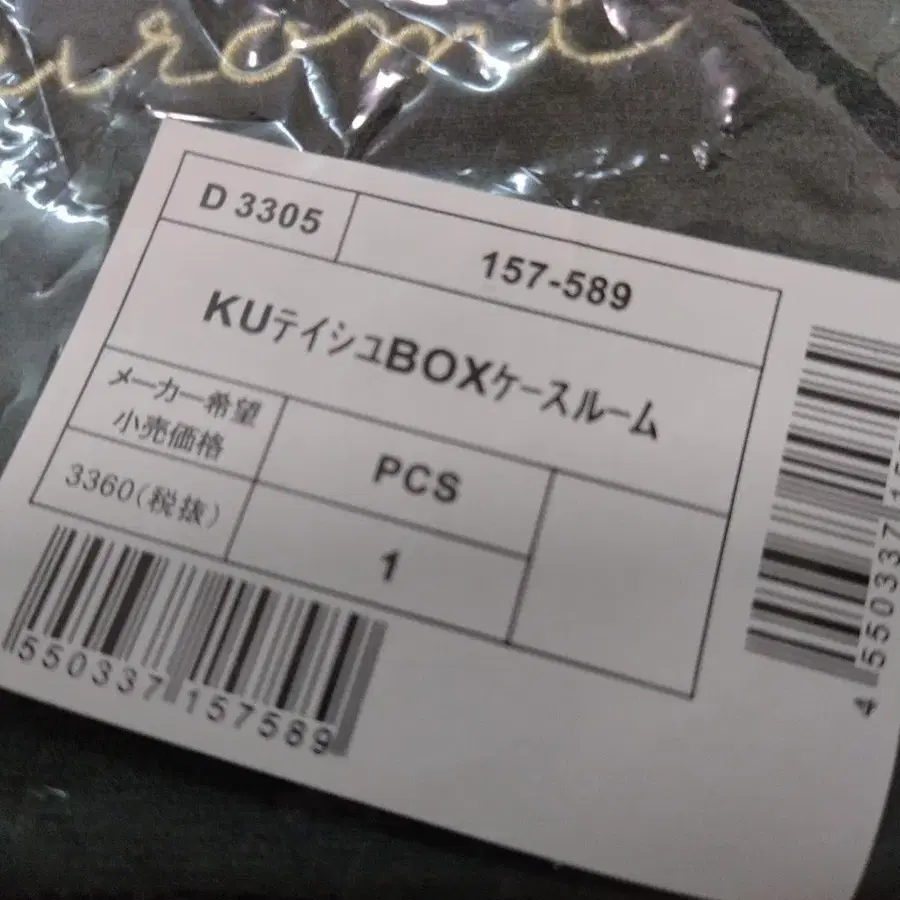 uromi
D 3305
157-589
KUテイシュBOXケースルーム
メーカー希望
小売価格
PCS
3360(税抜)
1
550337 157589